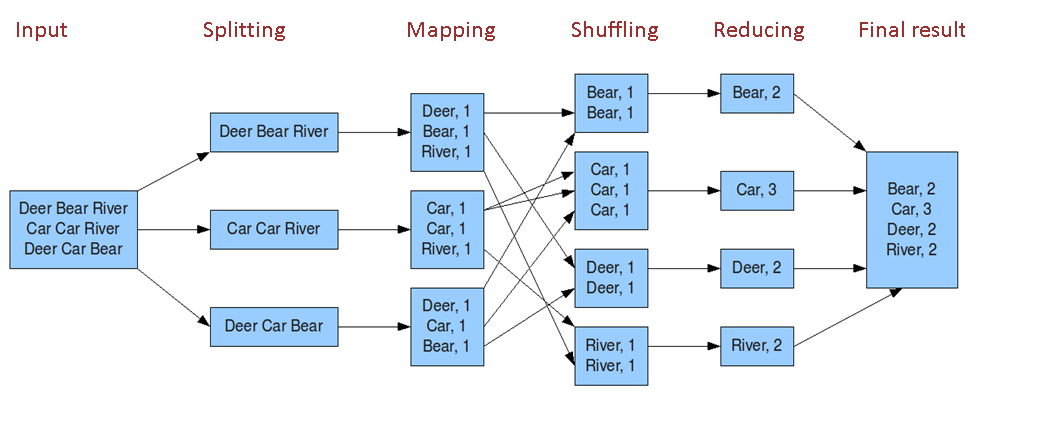 Input
Splitting
Mapping
Shuffling
Reducing
Final result
Deer Bear River
Car Car River
Deer Car Bear
Deer Bear River
Car Car River
Deer Car Bear
Deer, 1
Bear, 1
River, 1
Car, 1
Car, 1
River, 1
Deer, 1
Car, 1
Bear, 1
Bear, 1
Bear, 1
Car, 1
Car, 1
Car, 1
Deer, 1
Deer, 1
River, 1
River, 1
Bear, 2
Car, 3
Deer, 2
River, 2
Bear, 2
Car, 3
Deer, 2
River, 2